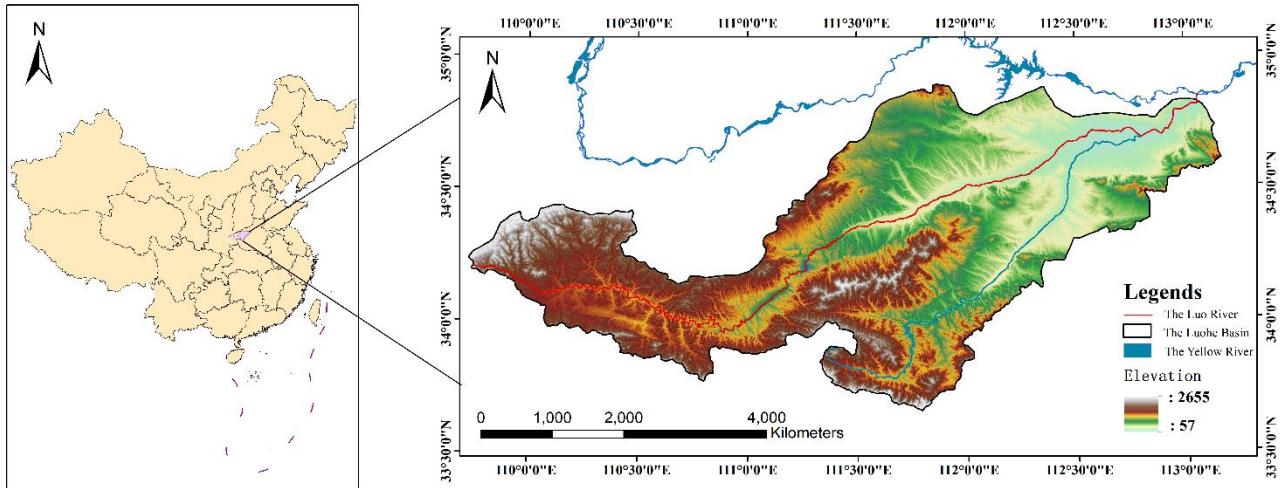 N
110°0'0"E 110°30'0"E 111°0'0"E 111°30'0"E 112°0'0"E 112°30'0"E 113°0'0"E
N
35°0'0"N
34°30'0"N
34°0'0"N
33°30'0"N
35°0'0"N
34°30'0"N
34°0'0"N
33°30'0"N
Legends
The Luo River
The Luohe Basin
The Yellow River
Elevation
: 2655
: 57
0 1,000 2,000 4,000
Kilometers
110°0'0"E 110°30'0"E 111°0'0"E 111°30'0"E 112°0'0"E 112°30'0"E 113°0'0"E